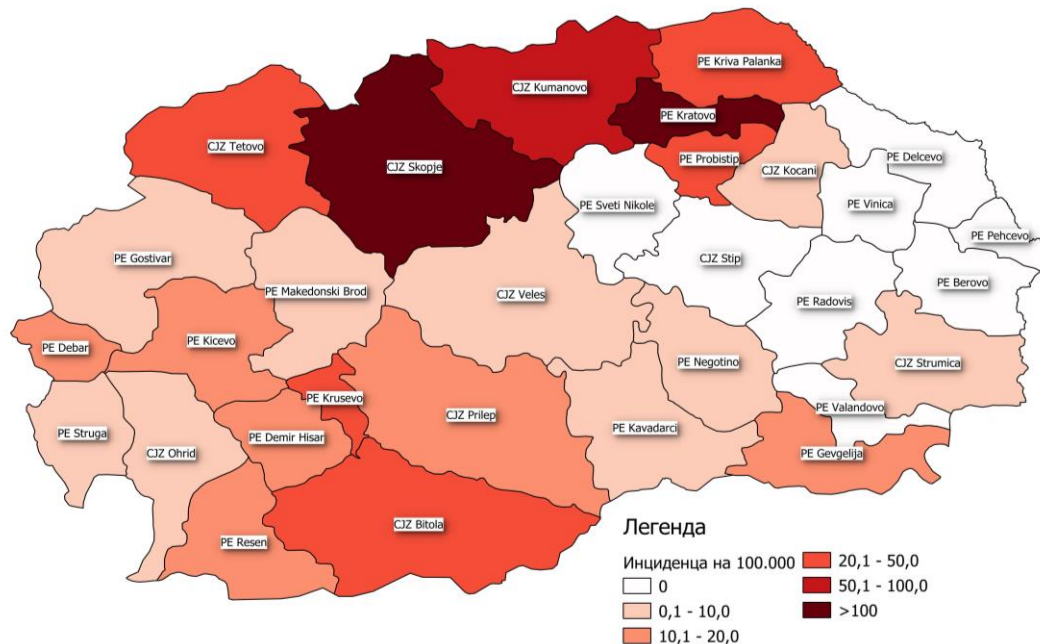 PE Kriva Palanka
CJZ Kumanovo
PE Kratovo
CJZ Tetovo
CJZ Skopje
PE Probistip
CJZ Kocani
PE Delcevo
PE Sveti Nikole
PE Vinica
PE Pehcevo
PE Gostivar
CJZ Stip
PE Makedonski Brod
CJZ Veles
PE Berovo
PE Radovis
PE Debar
PE Kicevo
PE Negotino
CJZ Strumica
PE Krusevo
PE Valandovo
CJZ Prilep
PE Struga
PE Demir Hisar
PE Kavadarci
CJZ Ohrid
PE Gevgelija
CJZ Bitola
PE Resen
Легенда
Инциденца на 100.000
0
0,1 - 10,0
10,1 - 20,0
20,1 - 50,0
50,1 - 100,0
>100